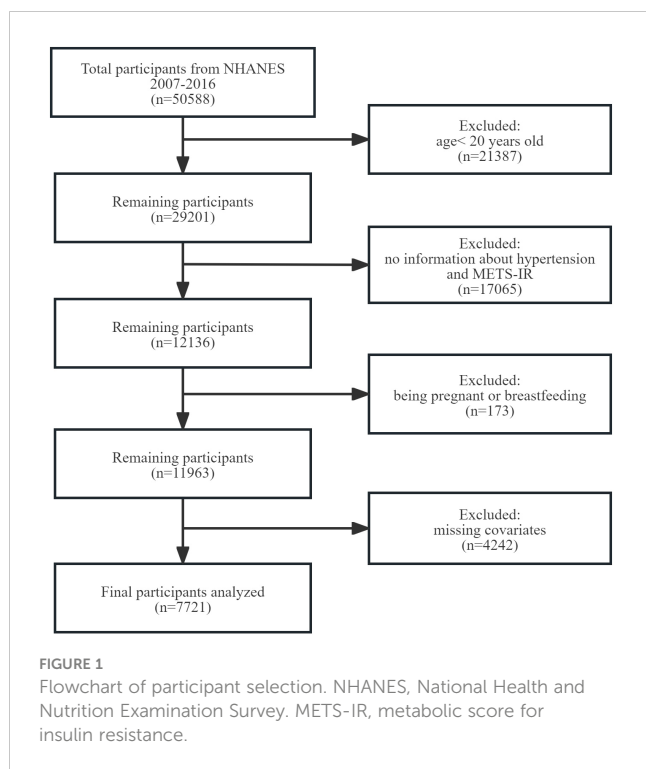 Total participants from NHANES
2007-2016
(n=50588)
Excluded:
age< 20 years old
(n=21387)
Remaining participants
(n=29201)
Excluded:
no information about hypertension
and METS-IR
(n=17065)
Remaining participants
(n=12136)
Excluded:
being pregnant or breastfeeding
(n=173)
Remaining participants
(n=11963)
Excluded:
missing covariates
(n=4242)
Final participants analyzed
(n=7721)
FIGURE 1
Flowchart of participant selection. NHANES, National Health and
Nutrition Examination Survey. METS-IR, metabolic score for
insulin resistance.